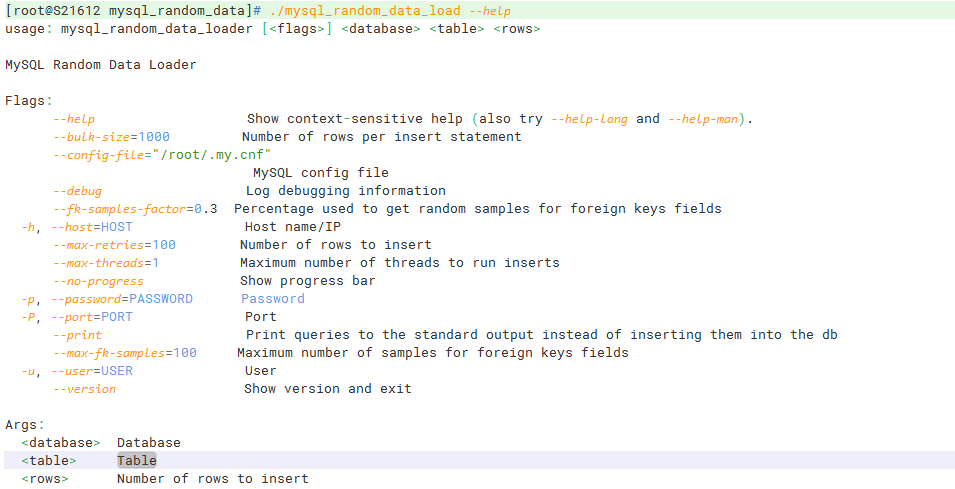 [root@S21612 mysql_random_data]# ./mysql_random_data_load --help
usage: mysql_random_data_loader [<flags>] <database> <table> <rows>
MySQL Random Data Loader
Flags:
--help Show context-sensitive help (also try --help-long and --help-man).
--bulk-size=1000 Number of rows per insert statement
--config-file="/root/.my.cnf"
MySQL config file
--debug Log debugging information
--fk-samples-factor=0.3 Percentage used to get random samples for foreign keys fields
-h, --host=HOST Host name/IP
--max-retries=100 Number of rows to insert
--max-threads=1 Maximum number of threads to run inserts
--no-progress Show progress bar
-p, --password=PASSWORD Password
-P, --port=PORT Port
--print Print queries to the standard output instead of inserting them into the db
--max-fk-samples=100 Maximum number of samples for foreign keys fields
-u, --user=USER User
--version Show version and exit
Args:
<database> Database
<table> Table
<rows> Number of rows to insert